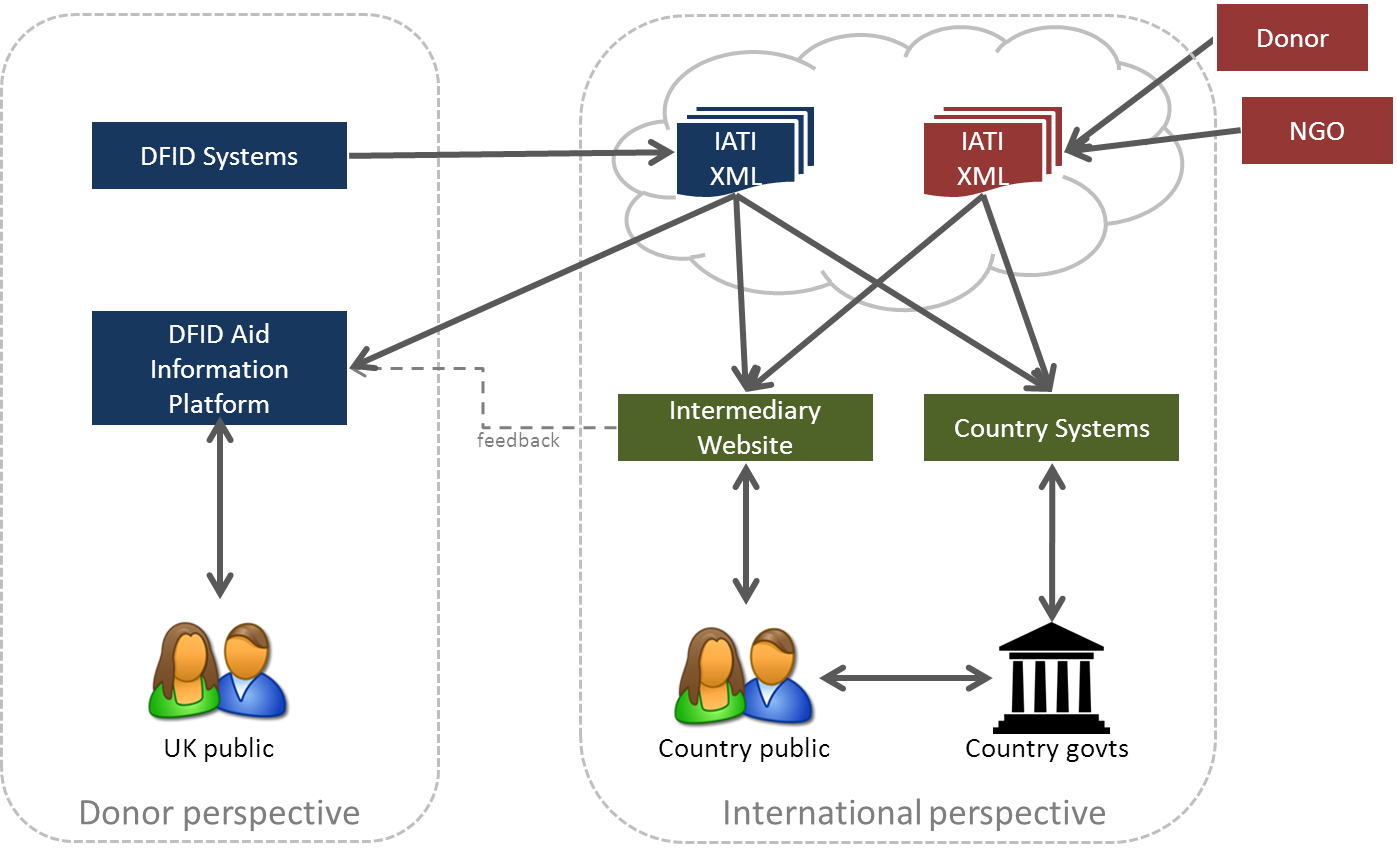 Donor
NGO
DFID Systems
IATI
XML
IATI
XML
DFID Aid
Information
Platform
Intermediary
Website
Country Systems
feedback
UK public
Country public
Country govts
Donor perspective
International perspective